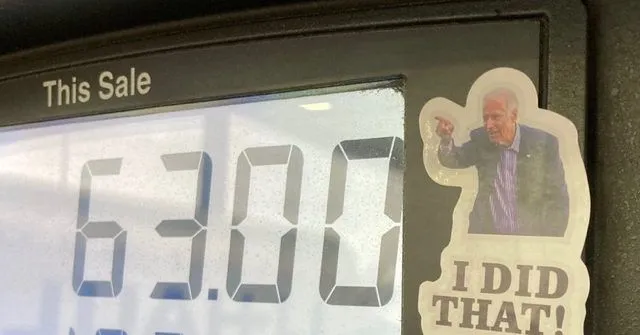 This Sale
63.00
I DID
THAT!